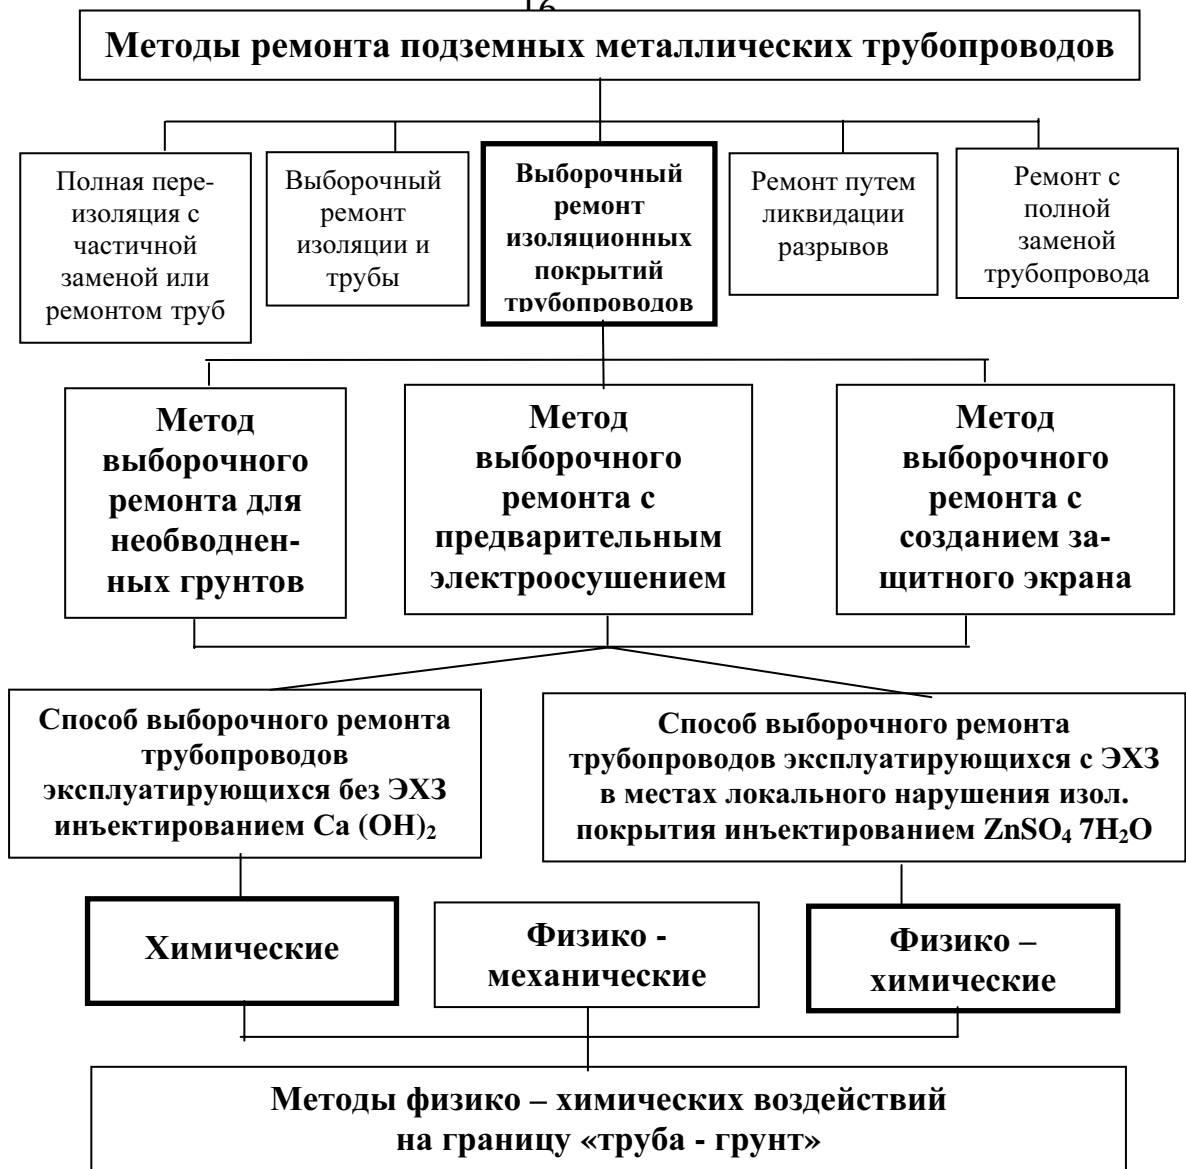 16
Методы ремонта подземных металлических трубопроводов
Полная пере-
изоляция с
частичной
заменой или
ремонтом труб
Выборочный
ремонт
изоляции и
трубы
Выборочный
ремонт
изоляционных
покрытий
трубопроводов
Ремонт путем
ликвидации
разрывов
Ремонт с
полной
заменой
трубопровода
Метод
выборочного
ремонта для
необводнен-
ных грунтов
Метод
выборочного
ремонта с
предварительным
электроосушением
Метод
выборочного
ремонта с
созданием за-
щитного экрана
Способ выборочного ремонта
трубопроводов
эксплуатирующихся без ЭХЗ
инъектированием Ca (OH)₂
Способ выборочного ремонта
трубопроводов эксплуатирующихся с ЭХЗ
в местах локального нарушения изол.
покрытия инъектированием ZnSO₄ 7H₂O
Химические
Физико -
механические
Физико –
химические
Методы физико – химических воздействий
на границу «труба - грунт»